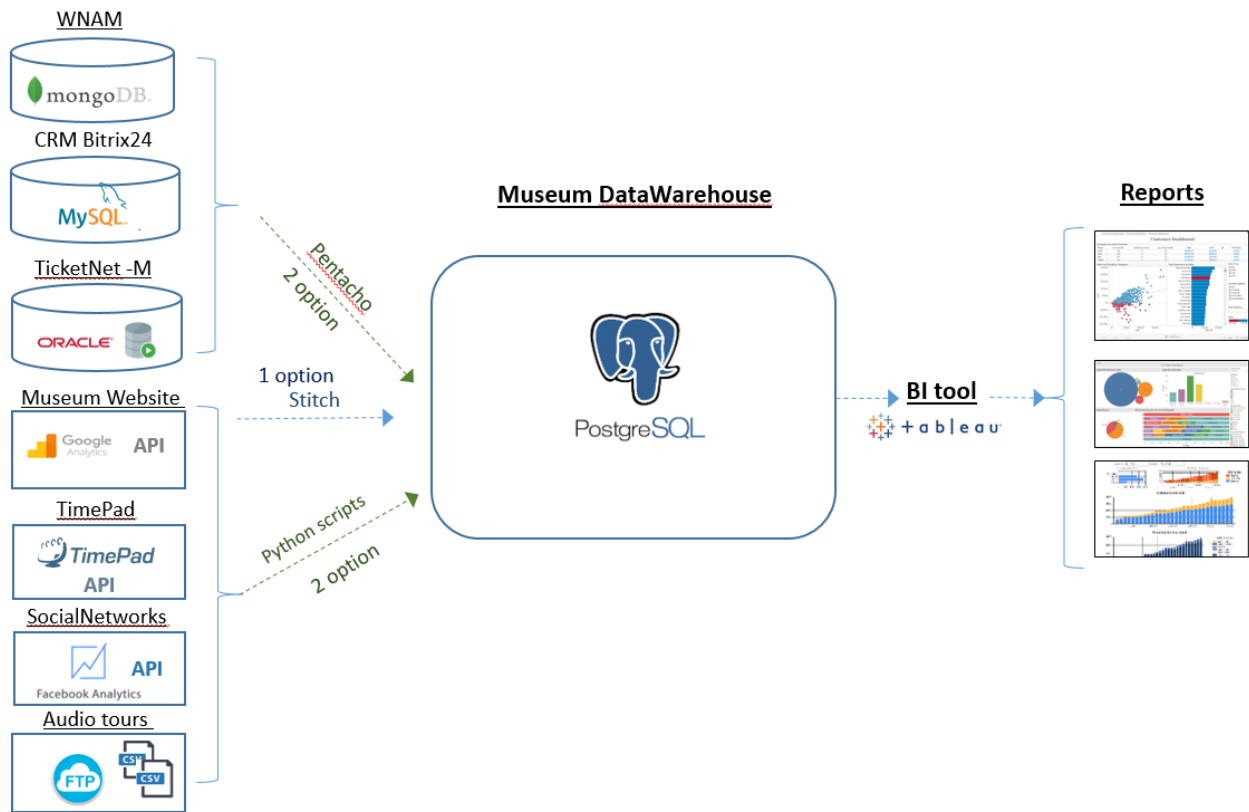 WNAM
mongoDB.
CRM Bitrix24
MySQL
TicketNet -M
ORACLE
Museum Website
Google
Analytics
API
TimePad
TimePad
API
SocialNetworks
API
Facebook Analytics
Audio tours
FTP
CSV
CSV
Pentacho
2 option
1 option
Stitch
Python scripts
2 option
Museum DataWarehouse
PostgreSQL
BI tool
+ableau
Reports
Customer Dashboard